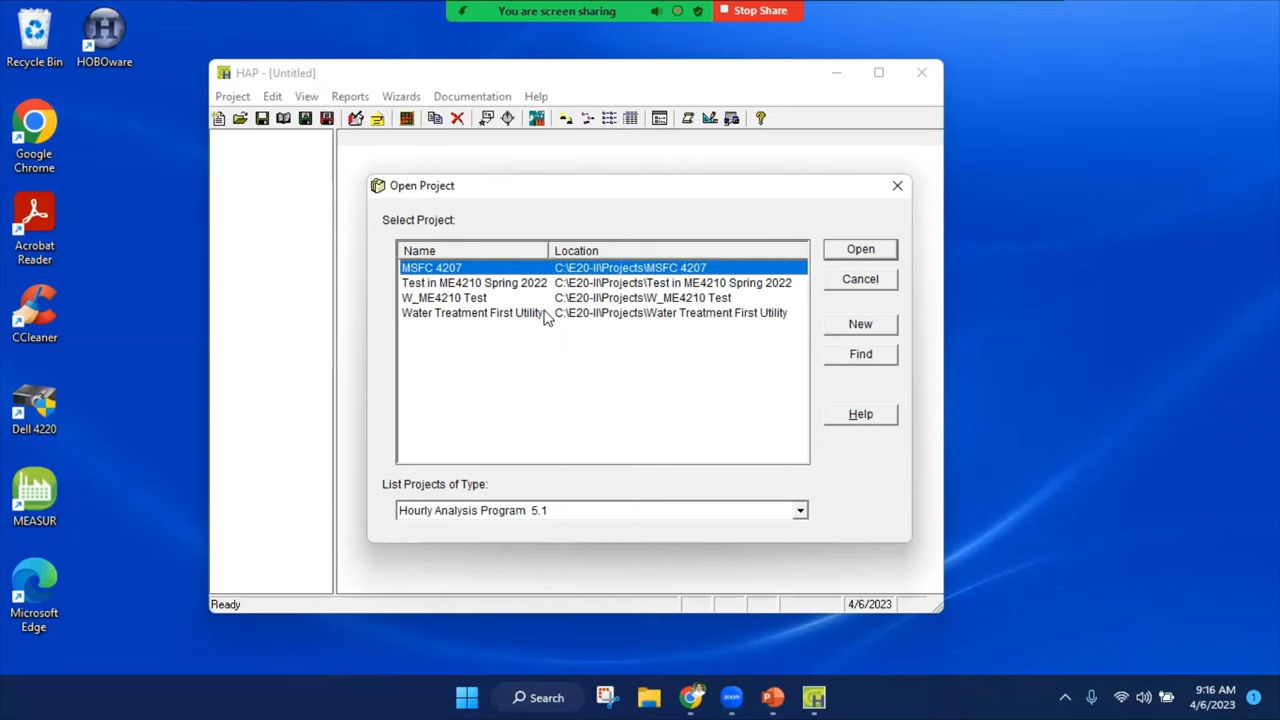 You are screen sharing
Stop Share
Recycle Bin
HOBOware
Google
Chrome
Acrobat
Reader
CCleaner
Dell 4220
MEASUR
Microsoft
Edge
HAP - [Untitled]
Project Edit View Reports Wizards Documentation Help
Open Project
Select Project:
Name Location
MSFC 4207 C:\E20-II\Projects\MSFC 4207
Test in ME4210 Spring 2022 C:\E20-II\Projects\Test in ME4210 Spring 2022
W_ME4210 Test C:\E20-II\Projects\W_ME4210 Test
Water Treatment First Utility C:\E20-II\Projects\Water Treatment First Utility
Open
Cancel
New
Find
Help
List Projects of Type:
Hourly Analysis Program 5.1
Ready
4/6/2023
Search
zoom
9:16 AM
4/6/2023
1